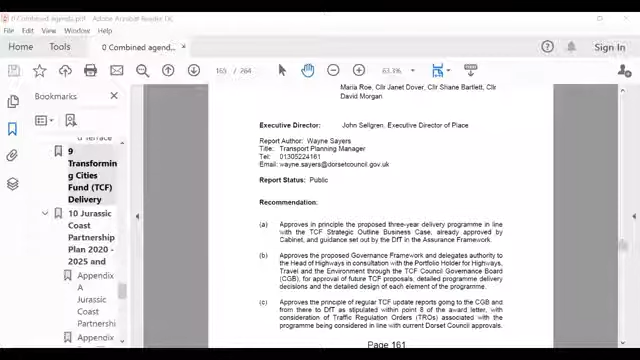 0 Combined agenda.pdf - Adobe Acrobat Reader DC
File Edit View Window Help
Home Tools 0 Combined agend... × Sign In
165 / 264 63.1%
Bookmarks
9
Transformin
g Cities
Fund (TCF)
Delivery
10 Jurassic
Coast
Partnership
Plan 2020 -
2025 and
Appendix
A
Jurassic
Coast
Partnershi
Appendix
Maria Roe, Cllr Janet Dover, Cllr Shane Bartlett, Cllr
David Morgan
Executive Director: John Sellgren, Executive Director of Place
Report Author: Wayne Sayers
Title: Transport Planning Manager
Tel: 01305224161
Email: wayne.sayers@dorsetcouncil.gov.uk
Report Status: Public
Recommendation:
(a) Approves in principle the proposed three-year delivery programme in line
with the TCF Strategic Outline Business Case, already approved by
Cabinet, and guidance set out by the DfT in the Assurance Framework.
(b) Approves the proposed Governance Framework and delegates authority to
the Head of Highways in consultation with the Portfolio Holder for Highways,
Travel and the Environment through the TCF Council Governance Board
(CGB), for approval of future TCF proposals, detailed programme delivery
decisions and the detailed design of each element of the programme.
(c) Approves the principle of regular TCF update reports going to the CGB and
from there to DfT as stipulated within point 8 of the award letter, with
consideration of Traffic Regulation Orders (TROs) associated with the
programme being considered in line with current Dorset Council approvals.
Page 161